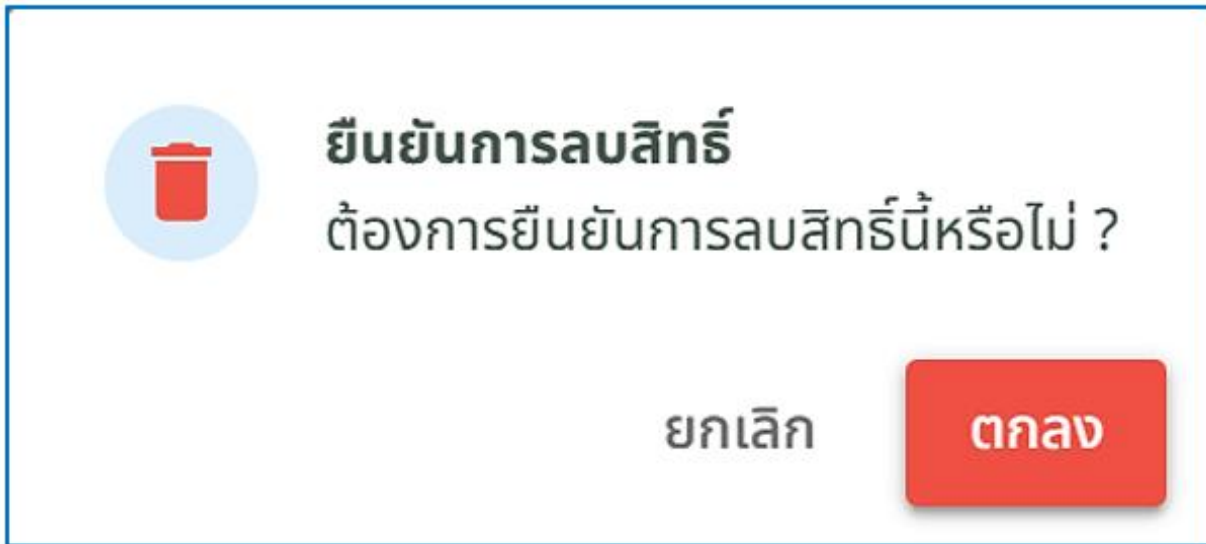 ยืนยันการลบสิทธิ์
ต้องการยืนยันการลบสิทธิ์นี้หรือไม่ ?
ยกเลิก ตกลง